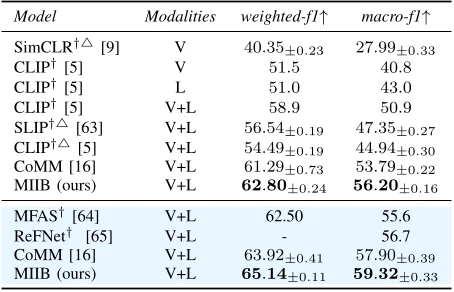 Model Modalities weighted-f1↑ macro-f1↑
SimCLR†△ [9] V 40.35±0.23 27.99±0.33
CLIP† [5] V 51.5 40.8
CLIP† [5] L 51.0 43.0
CLIP† [5] V+L 58.9 50.9
SLIP†△ [63] V+L 56.54±0.19 47.35±0.27
CLIP†△ [5] V+L 54.49±0.19 44.94±0.30
CoMM [16] V+L 61.29±0.73 53.79±0.22
MIIB (ours) V+L 62.80±0.24 56.20±0.16
MFAS† [64] V+L 62.50 55.6
ReFNet† [65] V+L - 56.7
CoMM [16] V+L 63.92±0.41 57.90±0.39
MIIB (ours) V+L 65.14±0.11 59.32±0.33